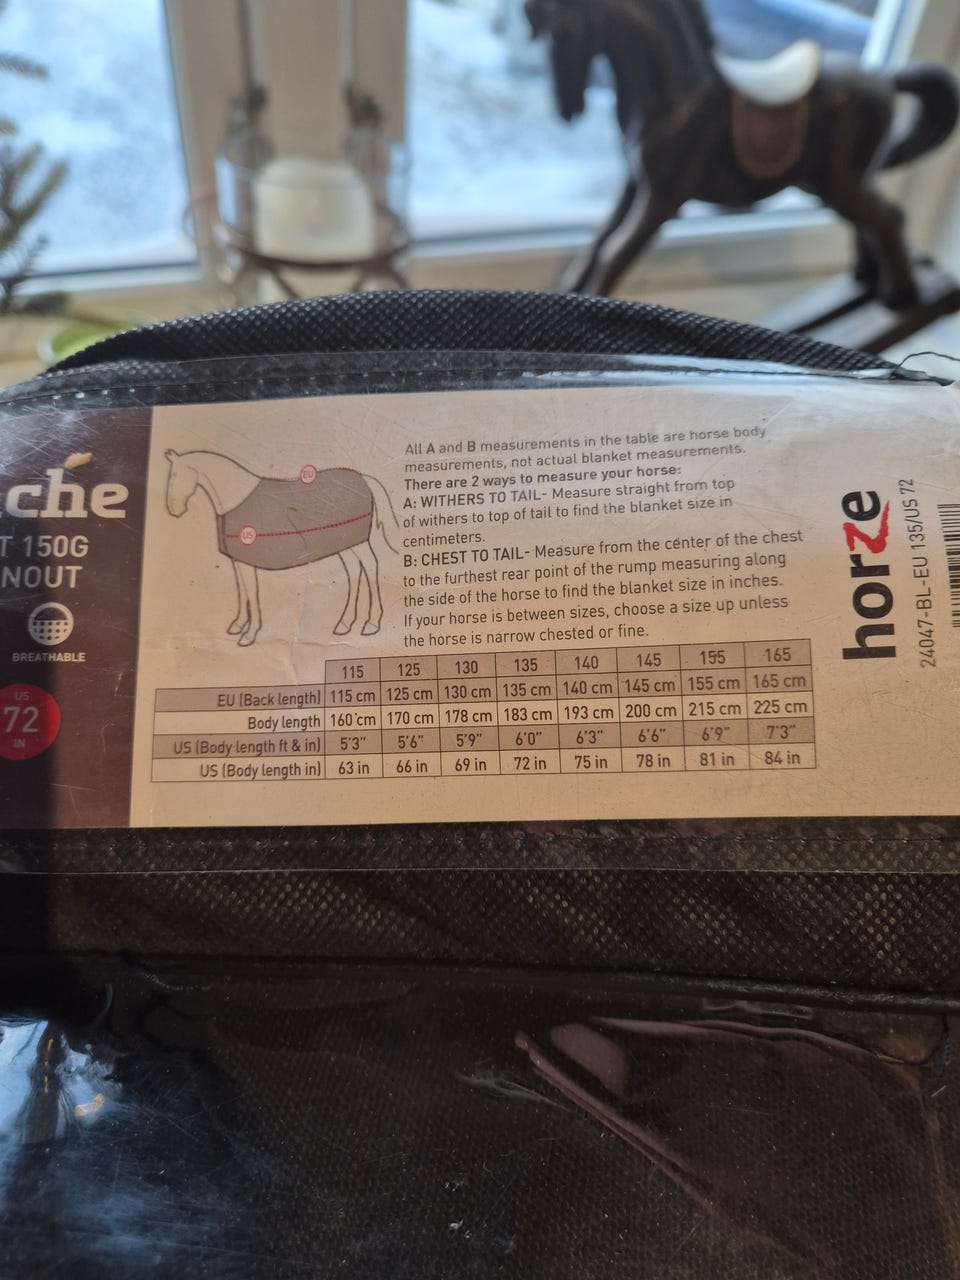 che
T 150G
NOUT
BREATHABLE
US
72
IN
EU
US
All A and B measurements in the table are horse body
measurements, not actual blanket measurements.
There are 2 ways to measure your horse:
A: WITHERS TO TAIL- Measure straight from top
of withers to top of tail to find the blanket size in
centimeters.
B: CHEST TO TAIL- Measure from the center of the chest
to the furthest rear point of the rump measuring along
the side of the horse to find the blanket size in inches.
If your horse is between sizes, choose a size up unless
the horse is narrow chested or fine.
115 125 130 135 140 145 155 165
EU (Back length) 115 cm 125 cm 130 cm 135 cm 140 cm 145 cm 155 cm 165 cm
Body length 160 cm 170 cm 178 cm 183 cm 193 cm 200 cm 215 cm 225 cm
US (Body length ft & in) 5'3" 5'6" 5'9" 6'0" 6'3" 6'6" 6'9" 7'3"
US (Body length in) 63 in 66 in 69 in 72 in 75 in 78 in 81 in 84 in
horze
24047-BL-EU 135/US 72